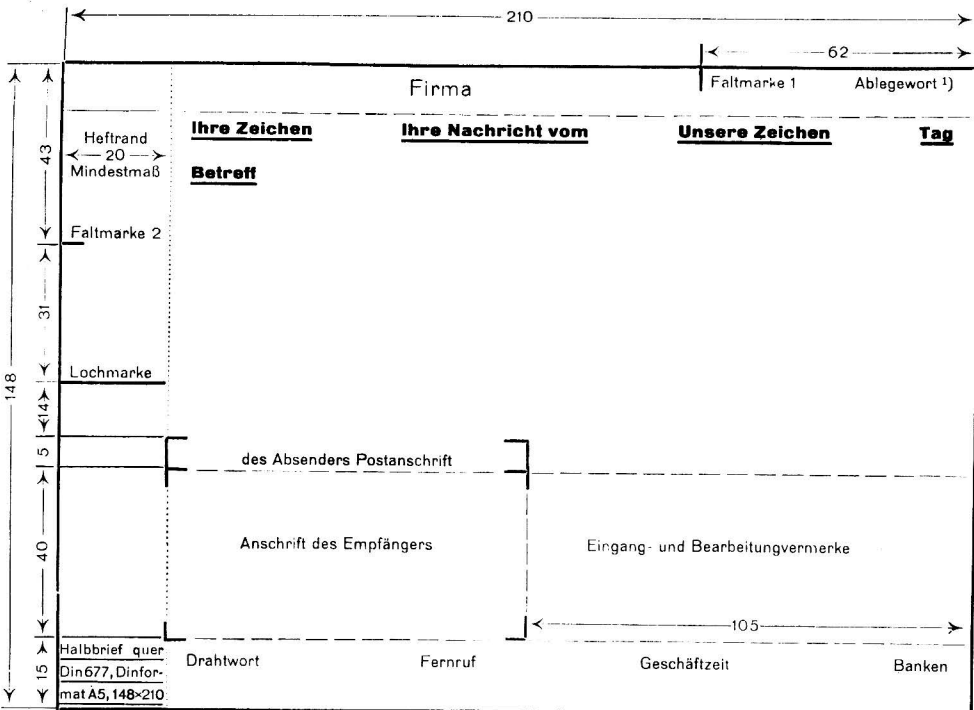 210
62
Firma
Faltmarke 1 Ablegewort ¹)
Ihre Zeichen Ihre Nachricht vom Unsere Zeichen Tag
Heftrand
20
Mindestmaß
Betreff
43
Faltmarke 2
31
Lochmarke
148
14
5
des Absenders Postanschrift
40
Anschrift des Empfängers
Eingang- und Bearbeitungvermerke
105
15
Halbbrief quer
Din 677, Dinfor-
mat A5, 148×210
Drahtwort Fernruf Geschäftzeit Banken